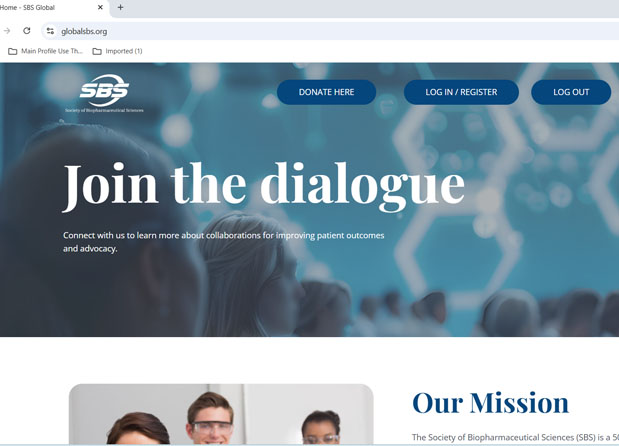 Home - SBS Global
globalsbs.org
Main Profile Use Th...
Imported (1)
SBS
Society of Biopharmaceutical Sciences
DONATE HERE
LOG IN / REGISTER
LOG OUT
Join the dialogue
Connect with us to learn more about collaborations for improving patient outcomes
and advocacy.
Our Mission
The Society of Biopharmaceutical Sciences (SBS) is a 50